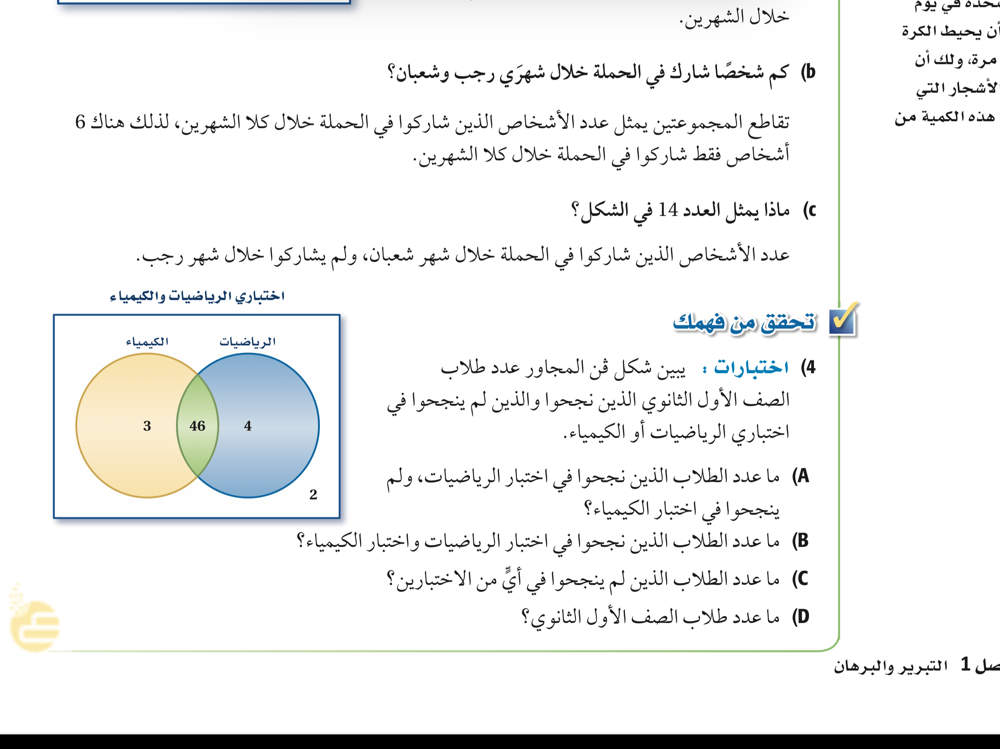 خلال الشهرين.
b) كم شخصًا شارك في الحملة خلال شهرَي رجب وشعبان؟
تقاطع المجموعتين يمثل عدد الأشخاص الذين شاركوا في الحملة خلال كلا الشهرين، لذلك هناك 6
أشخاص فقط شاركوا في الحملة خلال كلا الشهرين.
c) ماذا يمثل العدد 14 في الشكل؟
عدد الأشخاص الذين شاركوا في الحملة خلال شهر شعبان، ولم يشاركوا خلال شهر رجب.
تحقق من فهمك
4) اختبارات : يبين شكل ڤن المجاور عدد طلاب
الصف الأول الثانوي الذين نجحوا والذين لم ينجحوا في
اختباري الرياضيات أو الكيمياء.
A) ما عدد الطلاب الذين نجحوا في اختبار الرياضيات، ولم
ينجحوا في اختبار الكيمياء؟
B) ما عدد الطلاب الذين نجحوا في اختبار الرياضيات واختبار الكيمياء؟
C) ما عدد الطلاب الذين لم ينجحوا في أيٍّ من الاختبارين؟
D) ما عدد طلاب الصف الأول الثانوي؟
اختباري الرياضيات والكيمياء
الرياضيات
الكيمياء
4
46
3
2
في يوم
أن يحيط الكرة
مرة، ولك أن
الأشجار التي
هذه الكمية من
1 التبرير والبرهان